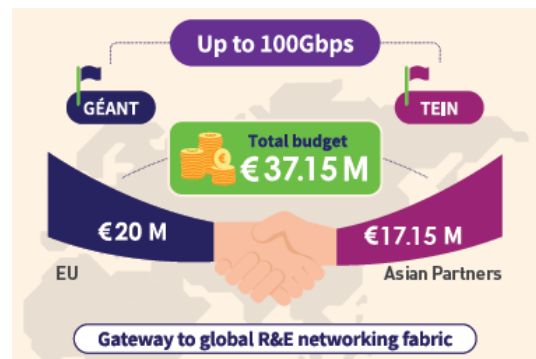 Up to 100Gbps
GÉANT
TEIN
Total budget
€37.15 M
€20 M
€17.15 M
EU
Asian Partners
Gateway to global R&E networking fabric